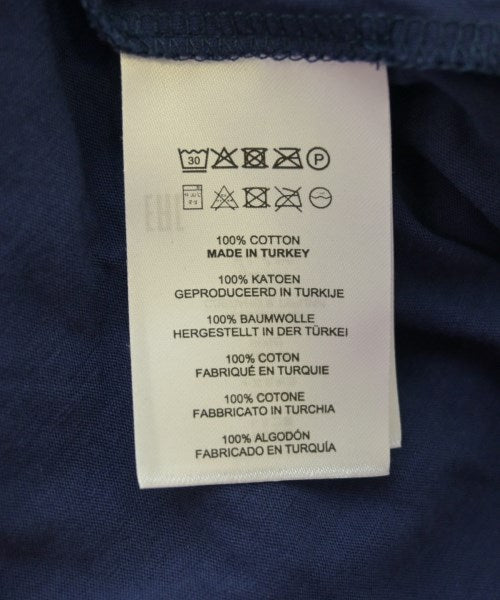 30 P
100% COTTON
MADE IN TURKEY
100% KATOEN
GEPRODUCEERD IN TURKIJE
100% BAUMWOLLE
HERGESTELLT IN DER TÜRKEI
100% COTON
FABRIQUÉ EN TURQUIE
100% COTONE
FABBRICATO IN TURCHIA
100% ALGODÓN
FABRICADO EN TURQUÍA